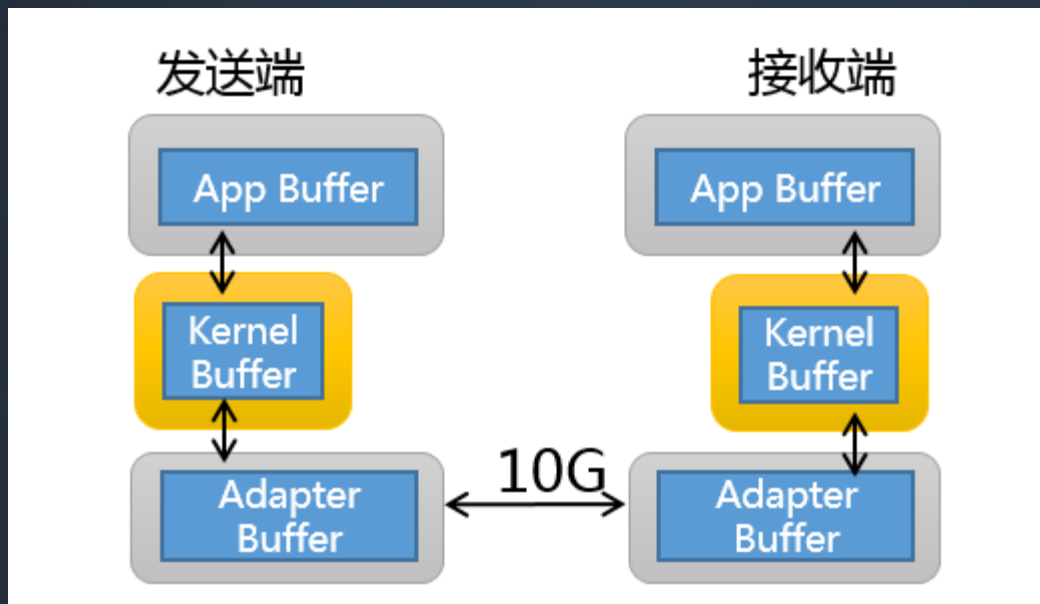 发送端
接收端
App Buffer
App Buffer
Kernel
Buffer
Kernel
Buffer
10G
Adapter
Buffer
Adapter
Buffer